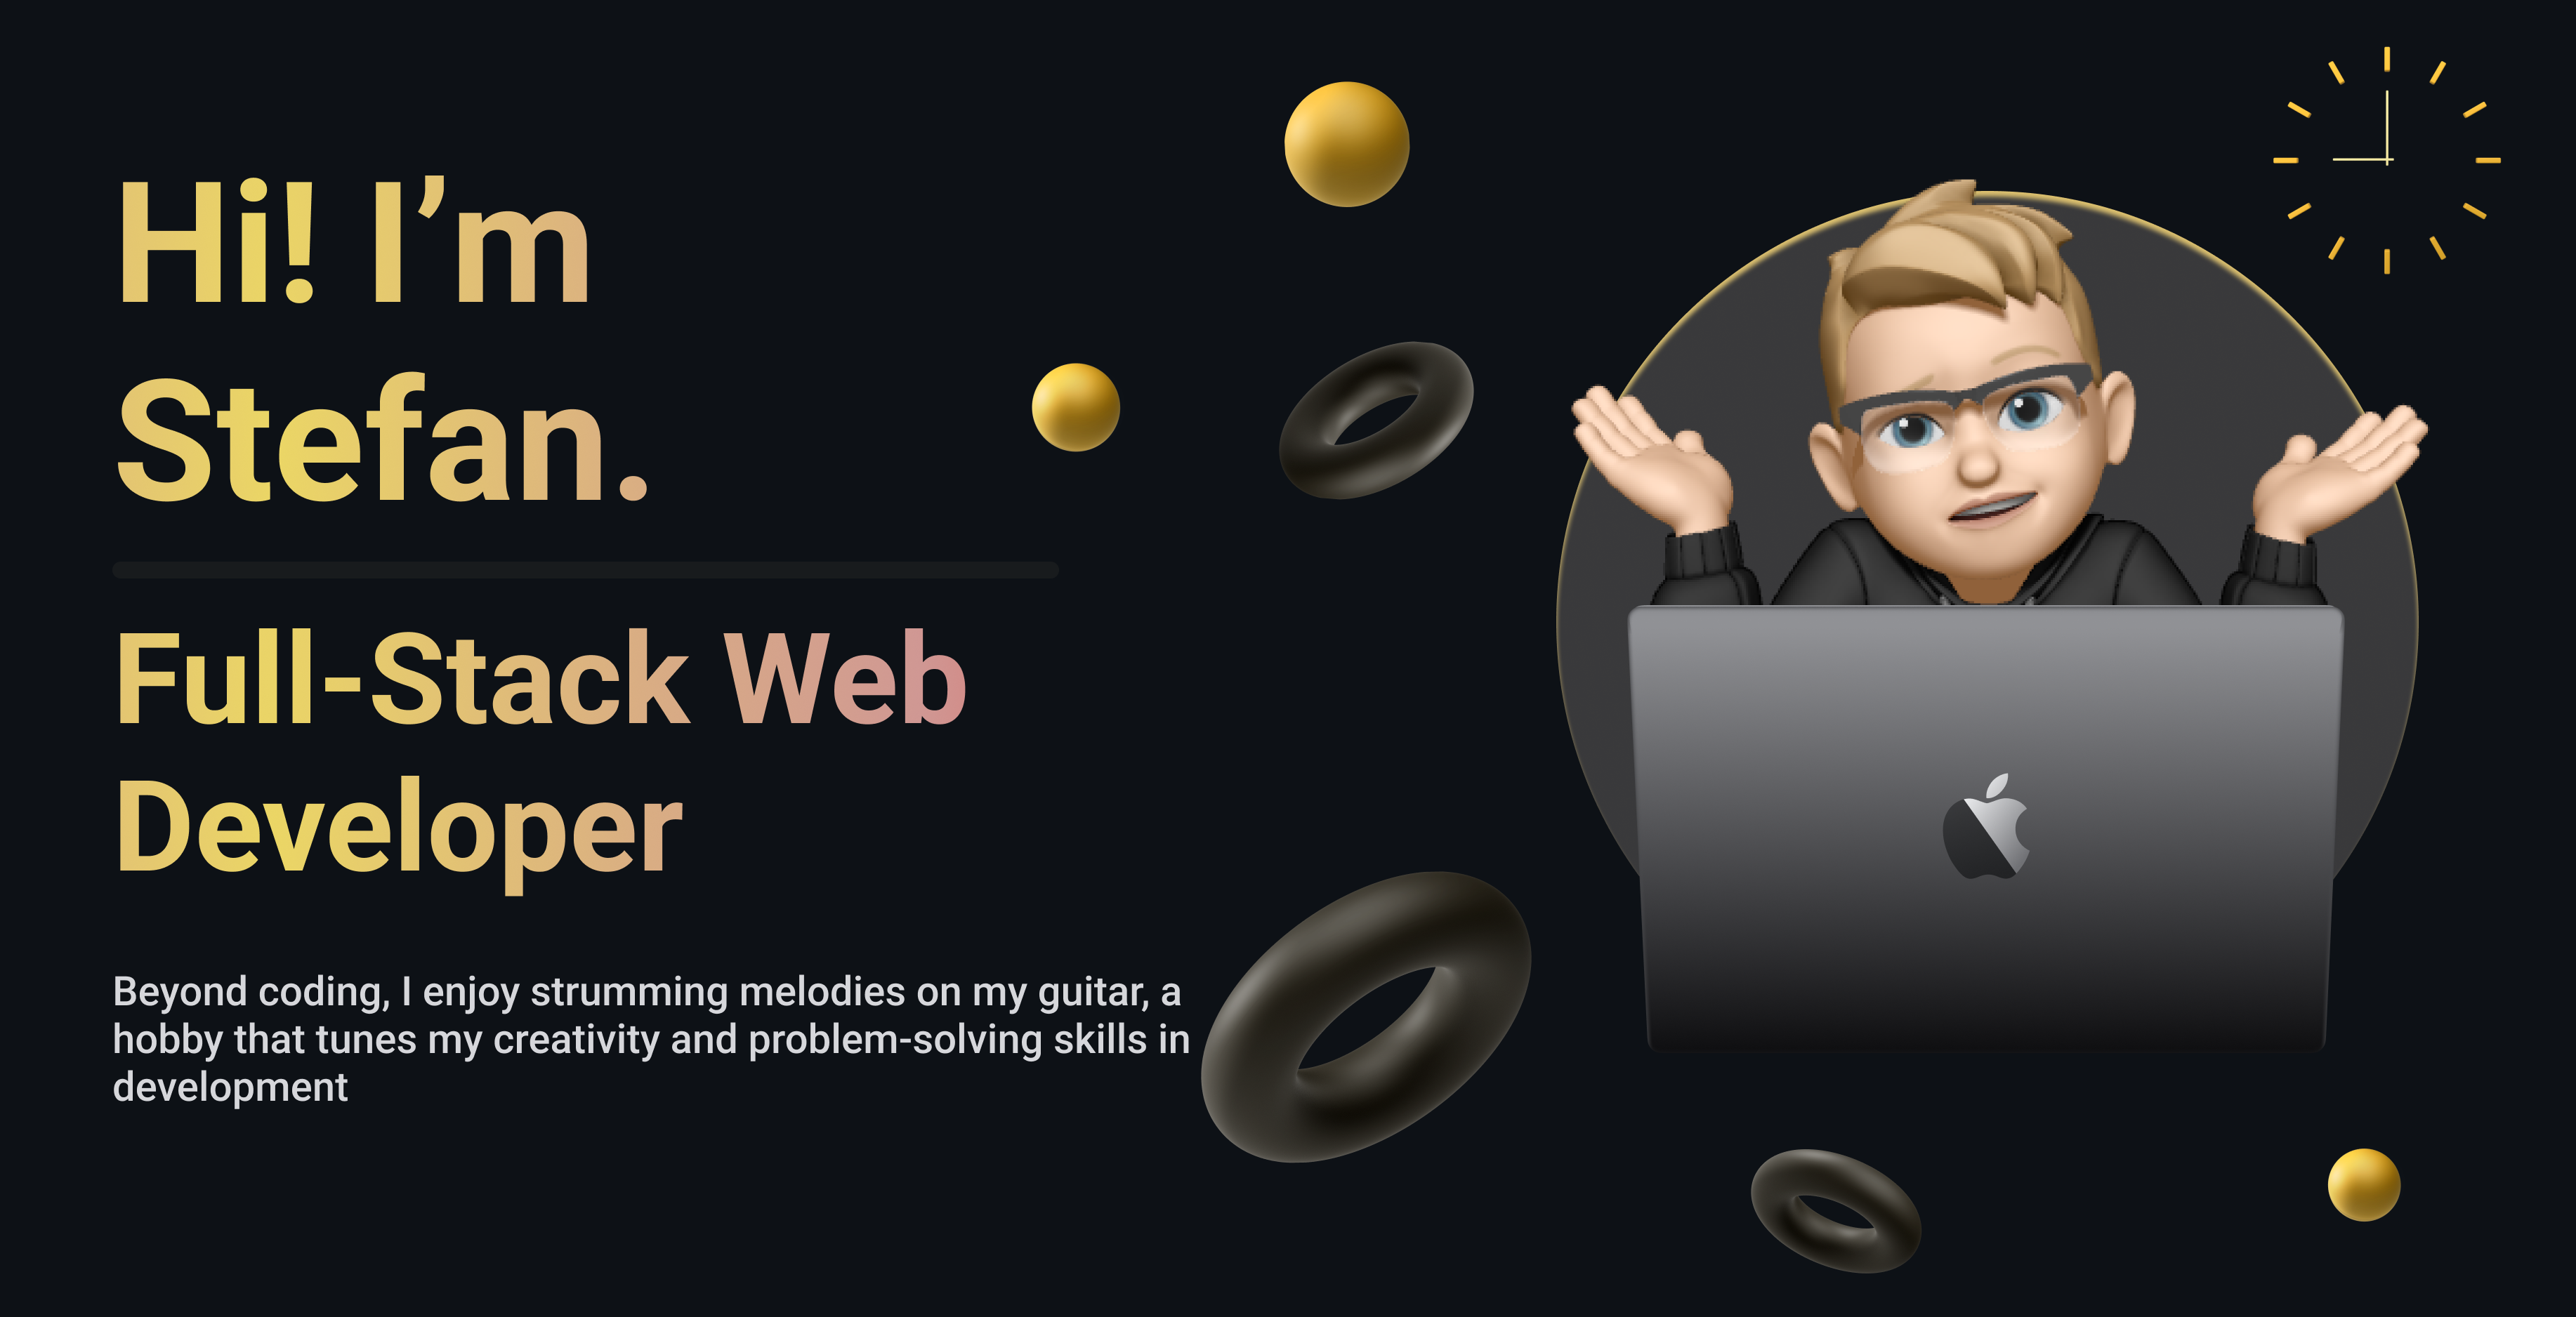 Hi! I’m
Stefan.
Full-Stack Web
Developer
Beyond coding, I enjoy strumming melodies on my guitar, a
hobby that tunes my creativity and problem-solving skills in
development